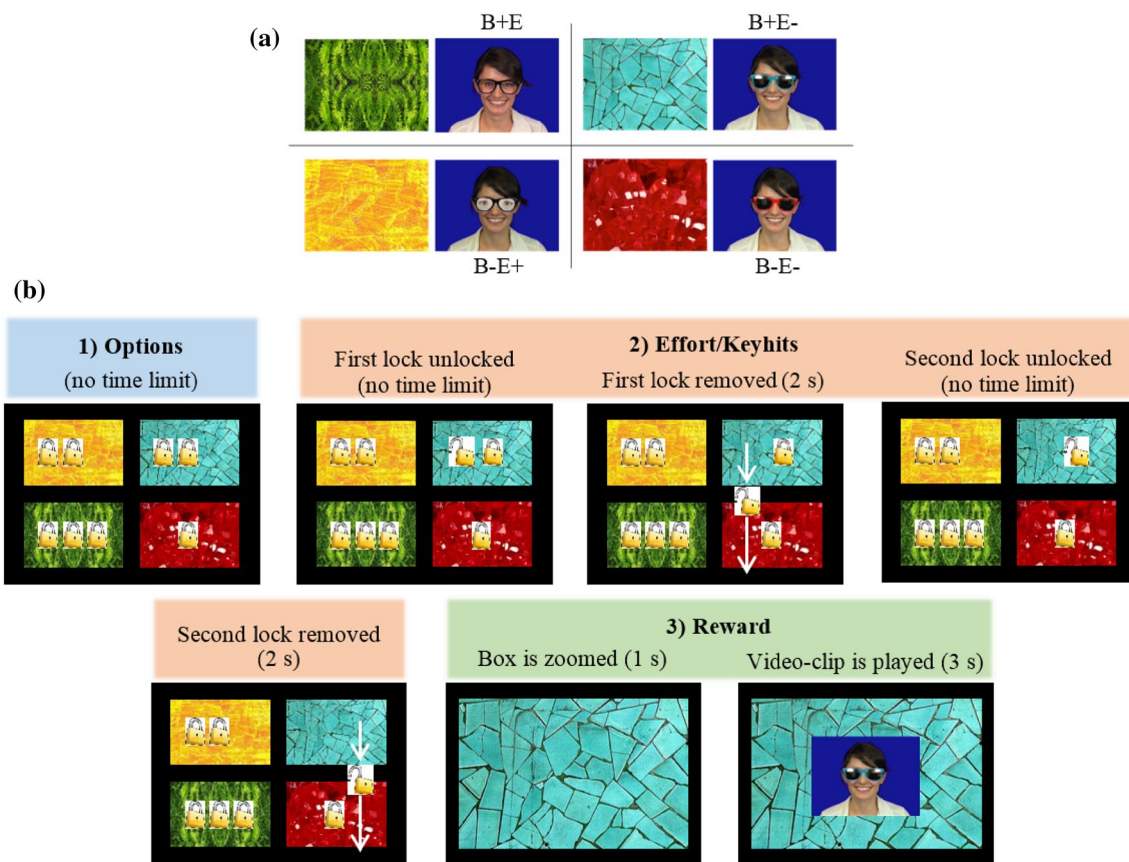 (a)
B+E
B+E-
B-E+
B-E-
(b)
1) Options
(no time limit)
2) Effort/Keyhits
First lock unlocked
(no time limit)
First lock removed (2 s)
Second lock unlocked
(no time limit)
Second lock removed
(2 s)
3) Reward
Box is zoomed (1 s)
Video-clip is played (3 s)